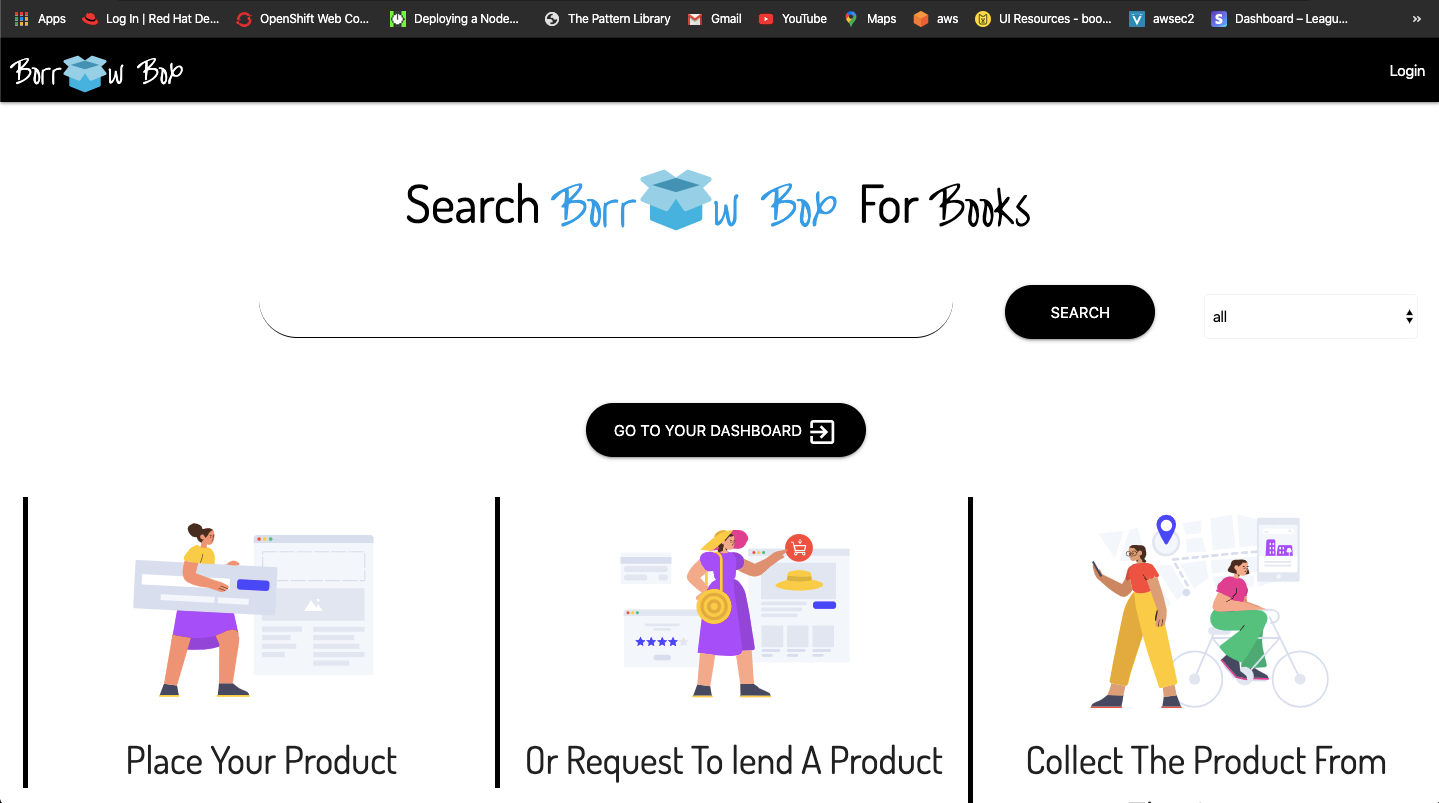 Apps Log In | Red Hat De... OpenShift Web Co... Deploying a Node... The Pattern Library Gmail YouTube Maps aws UI Resources - boo... awsec2 Dashboard – Leagu... »
Borr w Box Login
Search Borr w Box For Books
SEARCH all
GO TO YOUR DASHBOARD
Place Your Product Or Request To lend A Product Collect The Product From